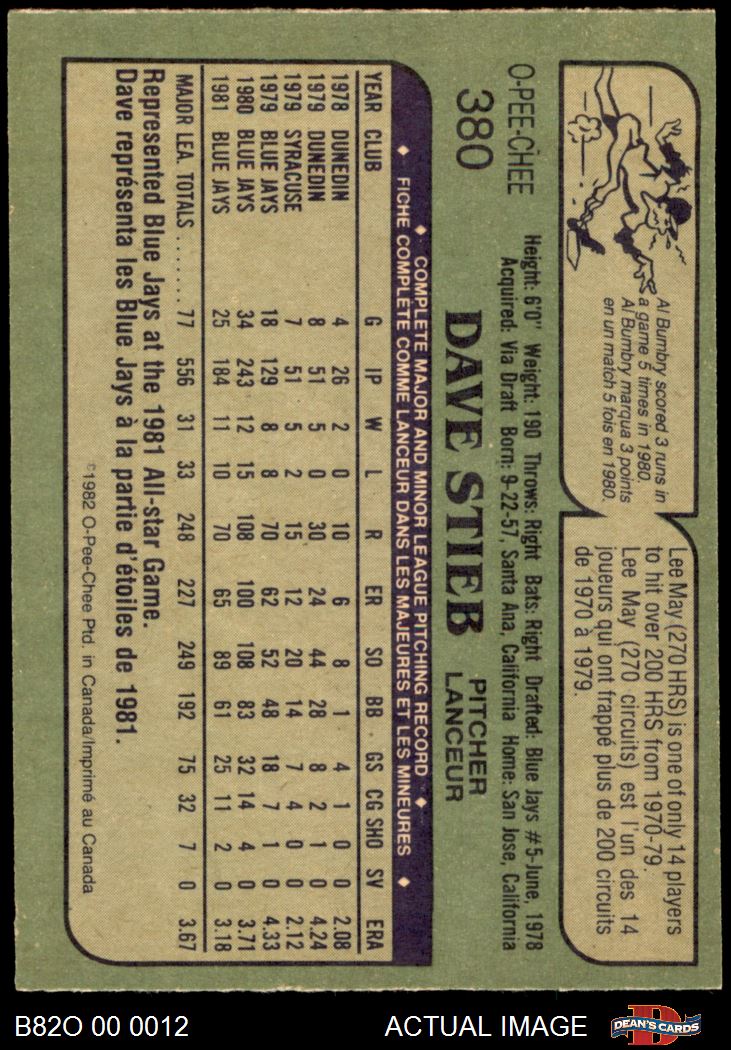 Al Bumbry scored 3 runs in
a game 5 times in 1980.
Al Bumbry marqua 3 points
en un match 5 fois en 1980.
Lee May (270 HRS) is one of only 14 players
to hit over 200 HRS from 1970-79.
Lee May (270 circuits) est l'un des 14
joueurs qui ont frappé plus de 200 circuits
de 1970 à 1979.
O-PEE-CHEE
380
Height: 6'0" Weight: 190 Throws: Right Bats: Right Drafted: Blue Jays #5-June, 1978
Acquired: Via Draft Born: 9-22-57, Santa Ana, California Home: San Jose, California
DAVE STIEB
PITCHER
LANCEUR
COMPLETE MAJOR AND MINOR LEAGUE PITCHING RECORD
FICHE COMPLETE COMME LANCEUR DANS LES MAJEURES ET LES MINEURES
YEAR CLUB G IP W L R ER SO BB GS CG SHO SV ERA
1978 DUNEDIN 4 26 2 0 10 6 8 1 4 1 0 0 2.08
1979 DUNEDIN 8 51 5 0 30 24 44 28 8 2 1 0 4.24
1979 SYRACUSE 7 51 5 2 15 12 20 14 7 4 0 0 2.12
1979 BLUE JAYS 18 129 8 8 70 62 52 48 18 7 1 0 4.33
1980 BLUE JAYS 34 243 12 15 108 100 108 83 32 14 4 0 3.71
1981 BLUE JAYS 25 184 11 10 70 65 89 61 25 11 2 0 3.18
MAJOR LEA. TOTALS ....... 77 556 31 33 248 227 249 192 75 32 7 0 3.67
Represented Blue Jays at the 1981 All-star Game.
Dave représenta les Blue Jays à la partie d'étoiles de 1981.
©1982 O-Pee-Chee Ptd. in Canada/Imprimé au Canada
B82O 00 0012
ACTUAL IMAGE
DEAN'S CARDS